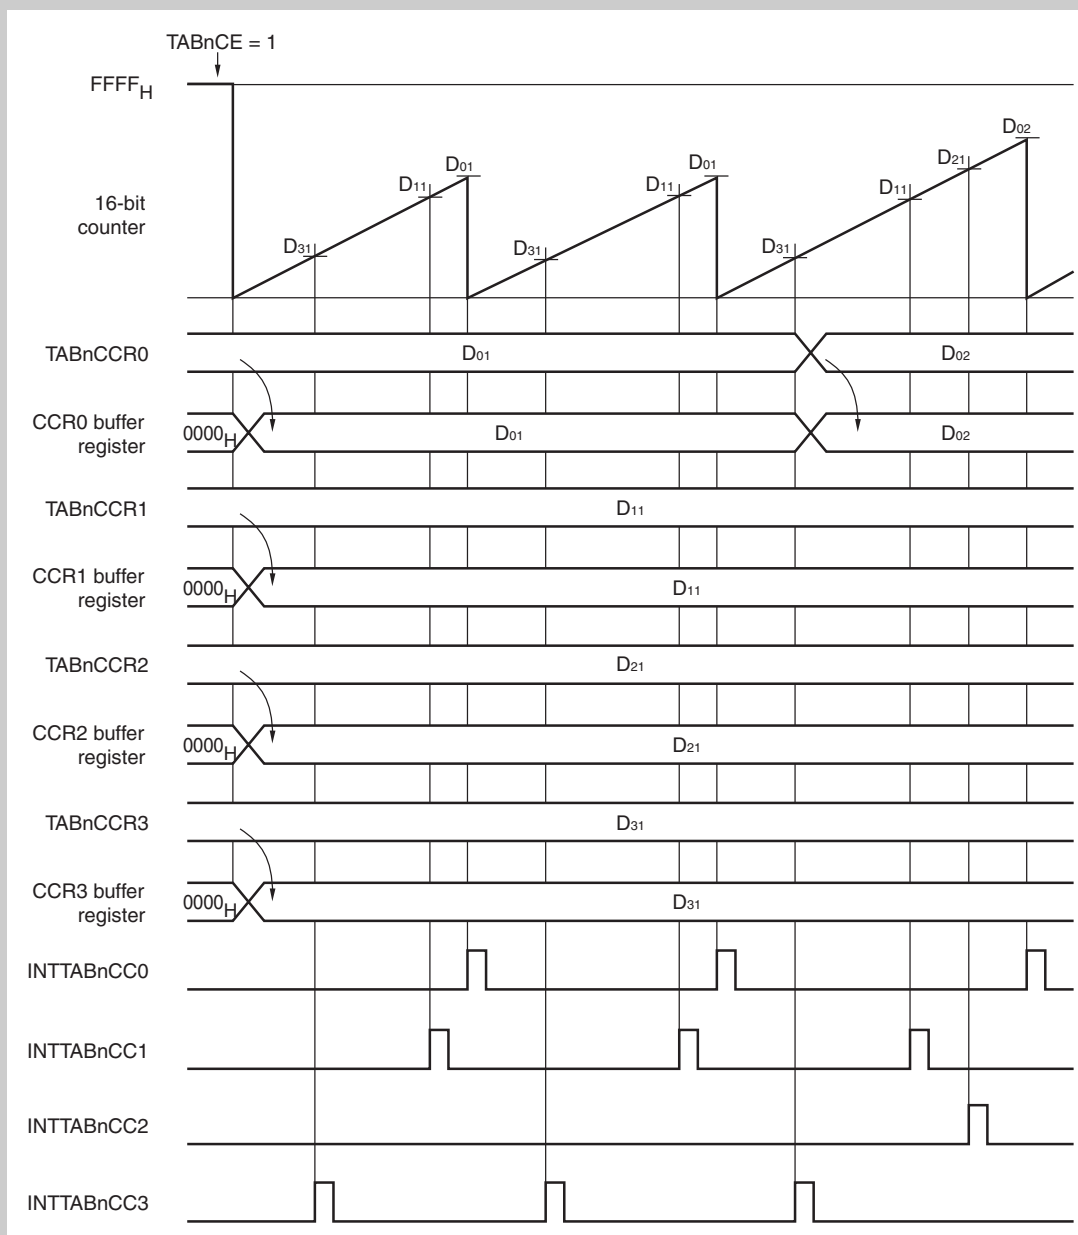 TABnCE = 1
FFFFH
16-bit
counter
D31
D11
D01
D31
D11
D01
D31
D11
D21
D02
TABnCCR0
D01
D02
CCR0 buffer
register
0000H
D01
D02
TABnCCR1
D11
CCR1 buffer
register
0000H
D11
TABnCCR2
D21
CCR2 buffer
register
0000H
D21
TABnCCR3
D31
CCR3 buffer
register
0000H
D31
INTTABnCC0
INTTABnCC1
INTTABnCC2
INTTABnCC3